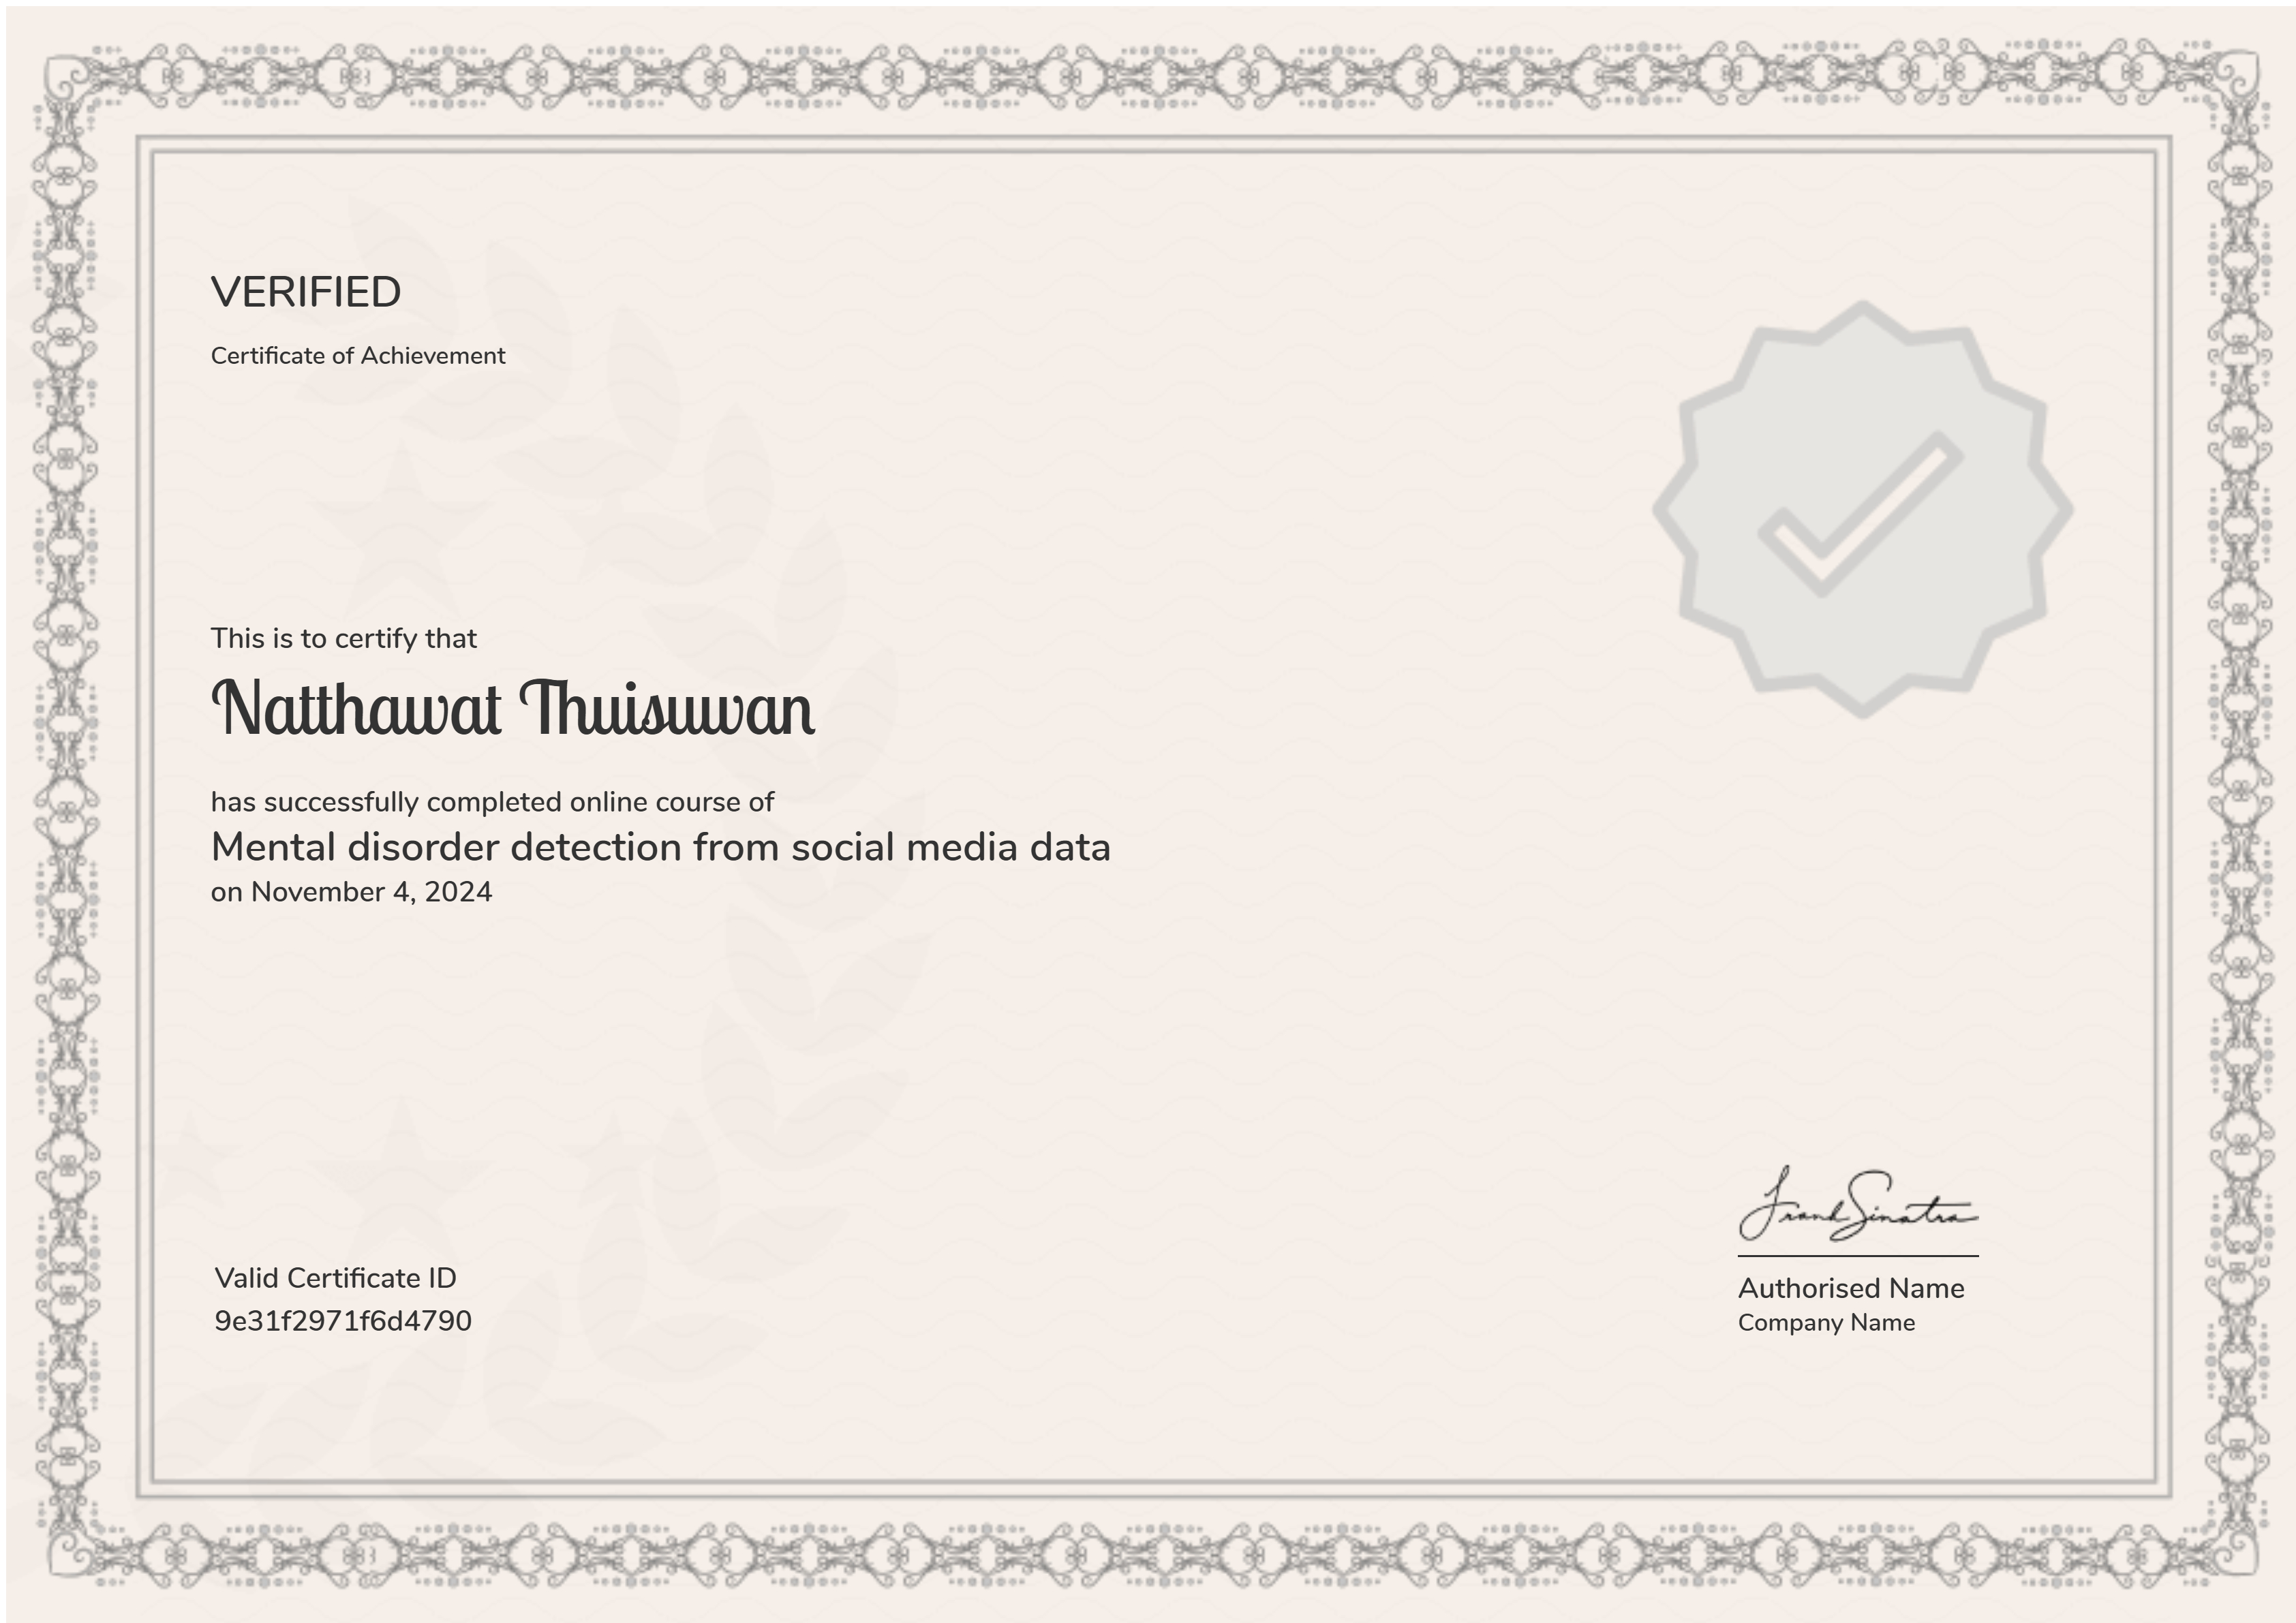 VERIFIED
Certificate of Achievement
This is to certify that
Natthawat Thuisuwan
has successfully completed online course of
Mental disorder detection from social media data
on November 4, 2024
Frank Sinatra
Valid Certificate ID
9e31f2971f6d4790
Authorised Name
Company Name